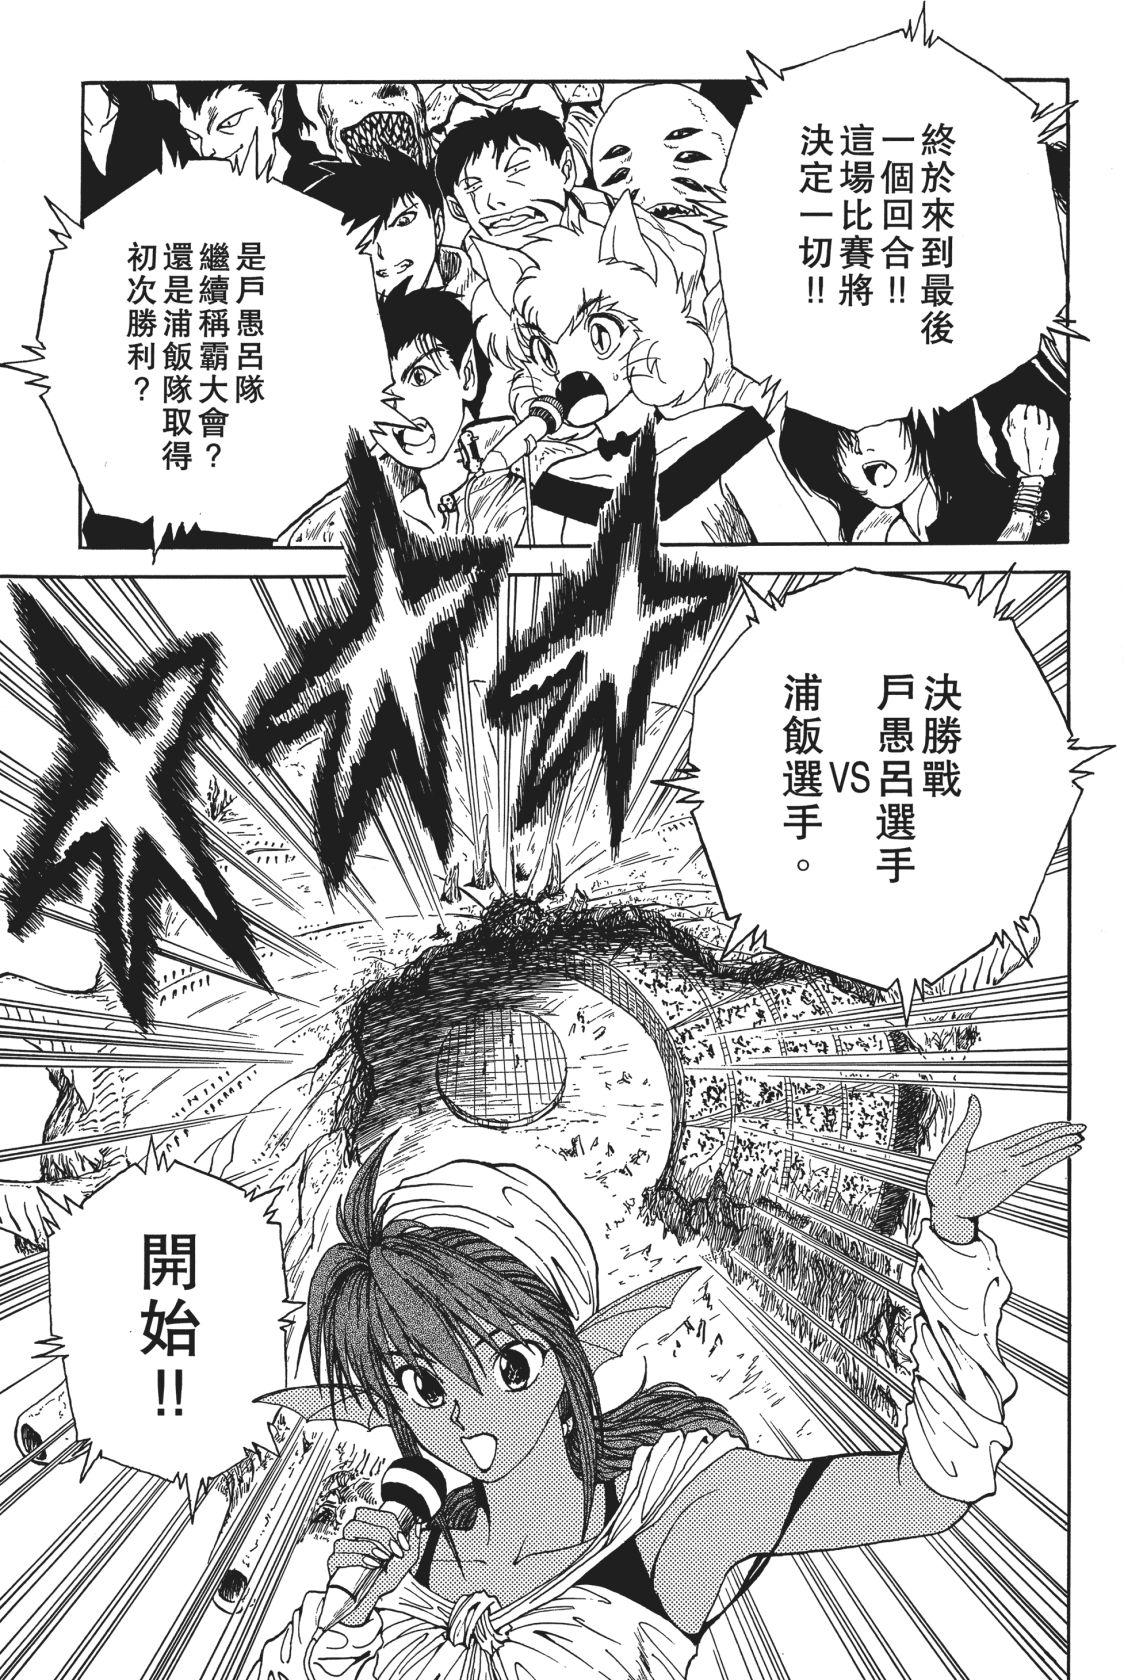 終於來到最後
一個回合!!
這場比賽將
決定一切!!
是戶愚呂隊
繼續稱霸大會?
還是浦飯隊取得
初次勝利?
決勝戰
戶愚呂選手
VS
浦飯選手。
開始!!